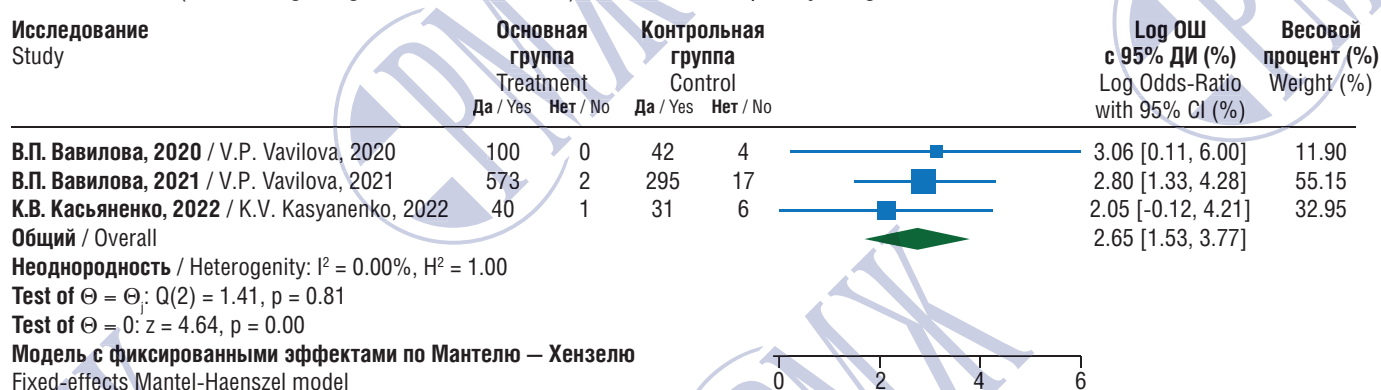 Исследование Основная Контрольная Log ОШ Весовой
Study группа группа с 95% ДИ (%) процент (%)
Treatment Control Log Odds-Ratio Weight (%)
Да / Yes Нет / No Да / Yes Нет / No with 95% CI (%)
В.П. Вавилова, 2020 / V.P. Vavilova, 2020 100 0 42 4 3.06 [0.11, 6.00] 11.90
В.П. Вавилова, 2021 / V.P. Vavilova, 2021 573 2 295 17 2.80 [1.33, 4.28] 55.15
К.В. Касьяненко, 2022 / K.V. Kasyanenko, 2022 40 1 31 6 2.05 [-0.12, 4.21] 32.95
Общий / Overall 2.65 [1.53, 3.77]
Неоднородность / Heterogenity: I² = 0.00%, H² = 1.00
Test of Θ = Θj: Q(2) = 1.41, p = 0.81
Test of Θ = 0: z = 4.64, p = 0.00
Модель с фиксированными эффектами по Мантелю — Хензелю
Fixed-effects Mantel-Haenszel model 0 2 4 6